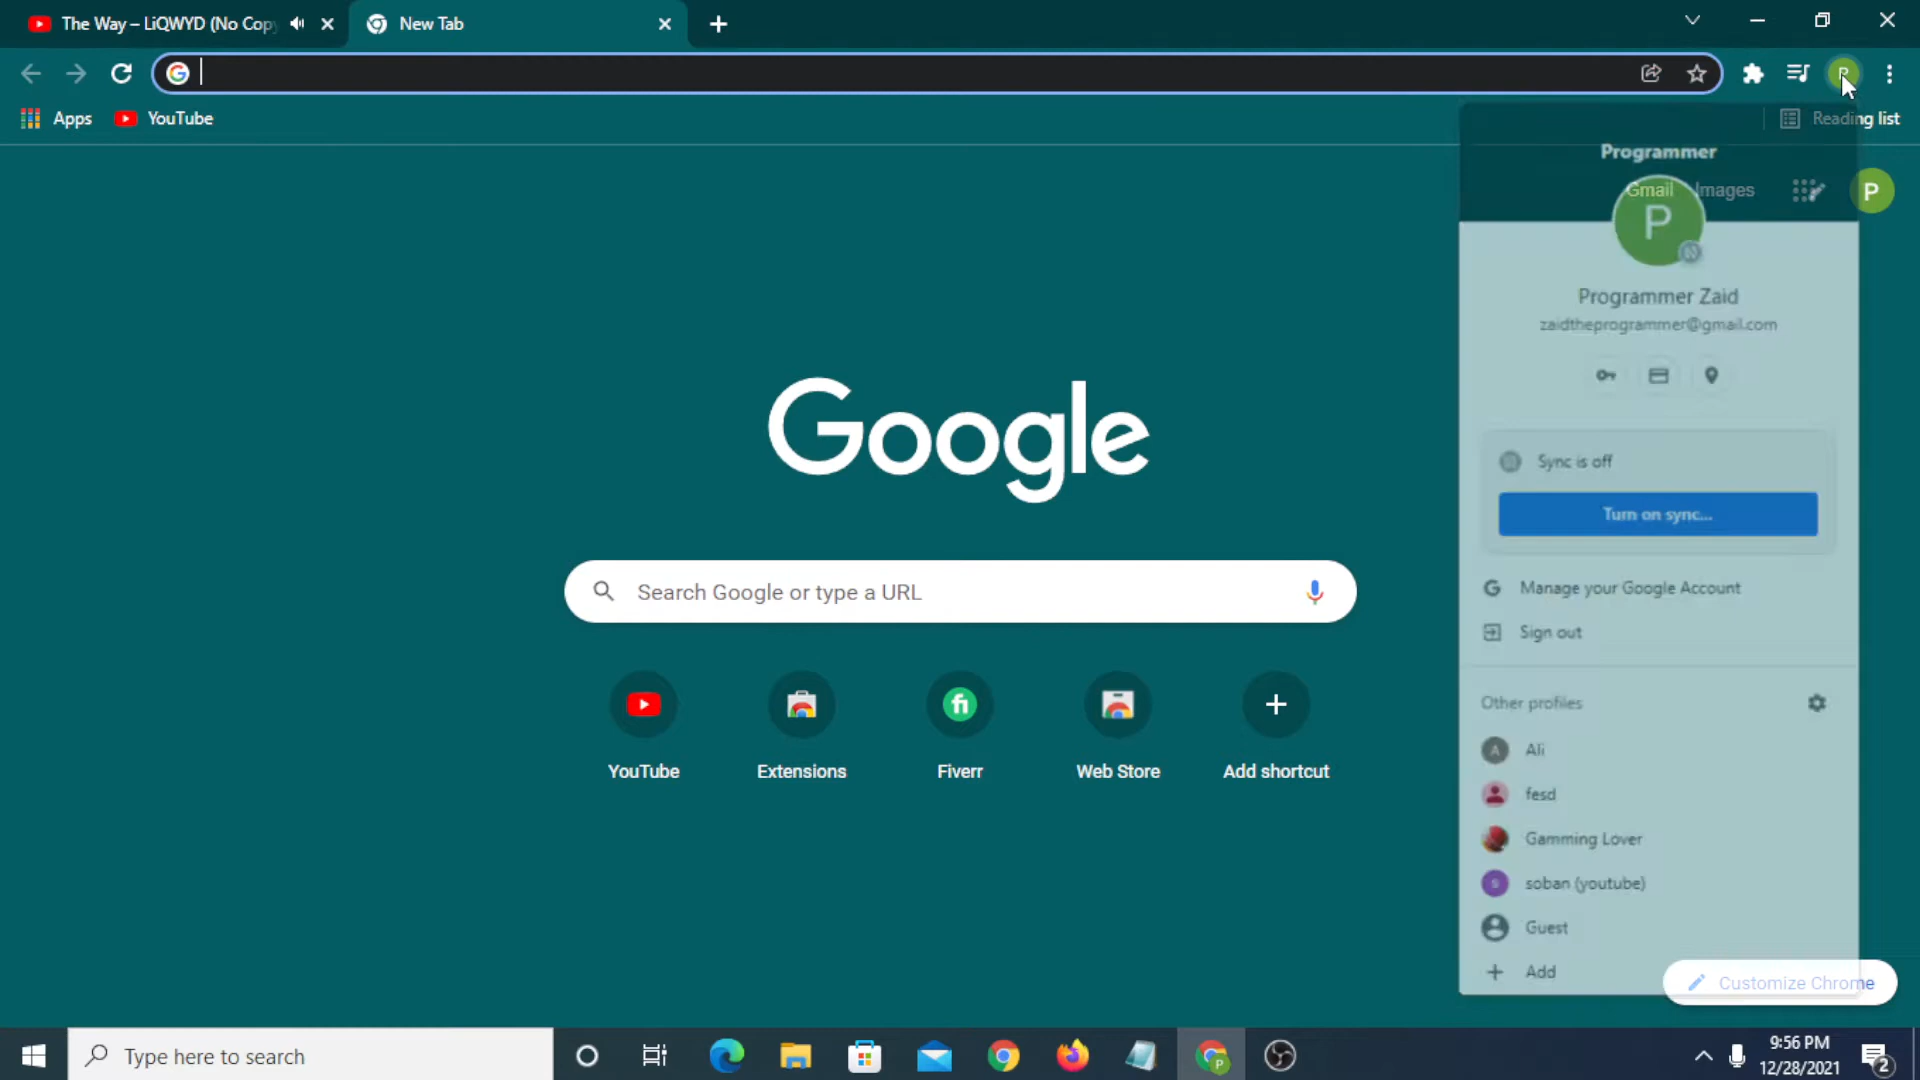 The Way – LiQWYD (No Cop
New Tab
Apps
YouTube
Reading list
Programmer
Gmail
Images
P
P
P
Programmer Zaid
zaidtheprogrammer@gmail.com
Sync is off
Turn on sync...
Google
Search Google or type a URL
G Manage your Google Account
Sign out
Other profiles
A Ali
fesd
Gamming Lover
s soban (youtube)
Guest
Add
YouTube
Extensions
fi
Fiverr
Web Store
Add shortcut
Customize Chrome
Type here to search
P
9:56 PM
12/28/2021
2